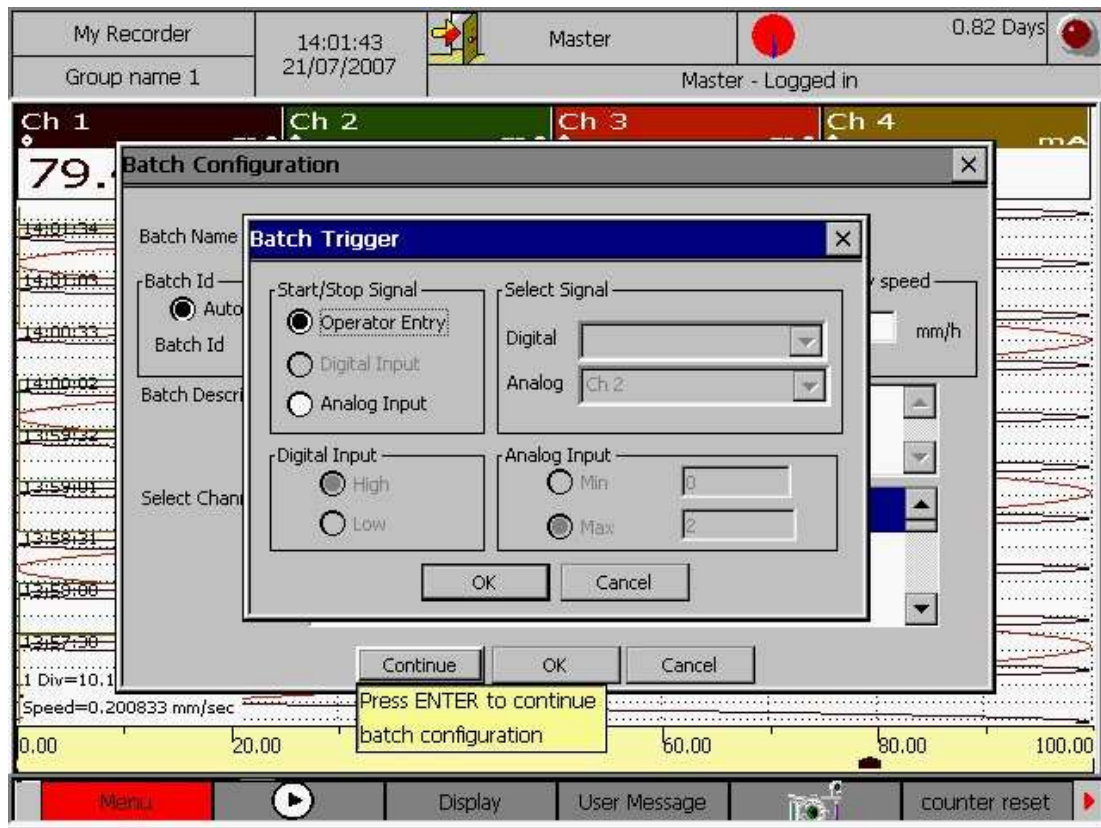 My Recorder
14:01:43
Master
0.82 Days
Group name 1
21/07/2007
Master - Logged in
Ch 1
Ch 2
Ch 3
Ch 4
mA
79.
Batch Configuration
14:01:34
Batch Name
Batch Trigger
14:01:03
Batch Id
Start/Stop Signal
Select Signal
speed
Auto
Operator Entry
Digital
14:00:33
Batch Id
mm/h
Digital Input
14:00:02
Batch Descri
Analog
Ch 2
Analog Input
13:59:32
Digital Input
Analog Input
13:59:01
Select Chann
High
Min
0
13:58:31
Low
Max
2
OK
Cancel
13:57:30
1 Div=10.1
Continue
OK
Cancel
Speed=0.200833 mm/sec
Press ENTER to continue
batch configuration
0.00
20.00
60.00
80.00
100.00
Menu
Display
User Message
counter reset